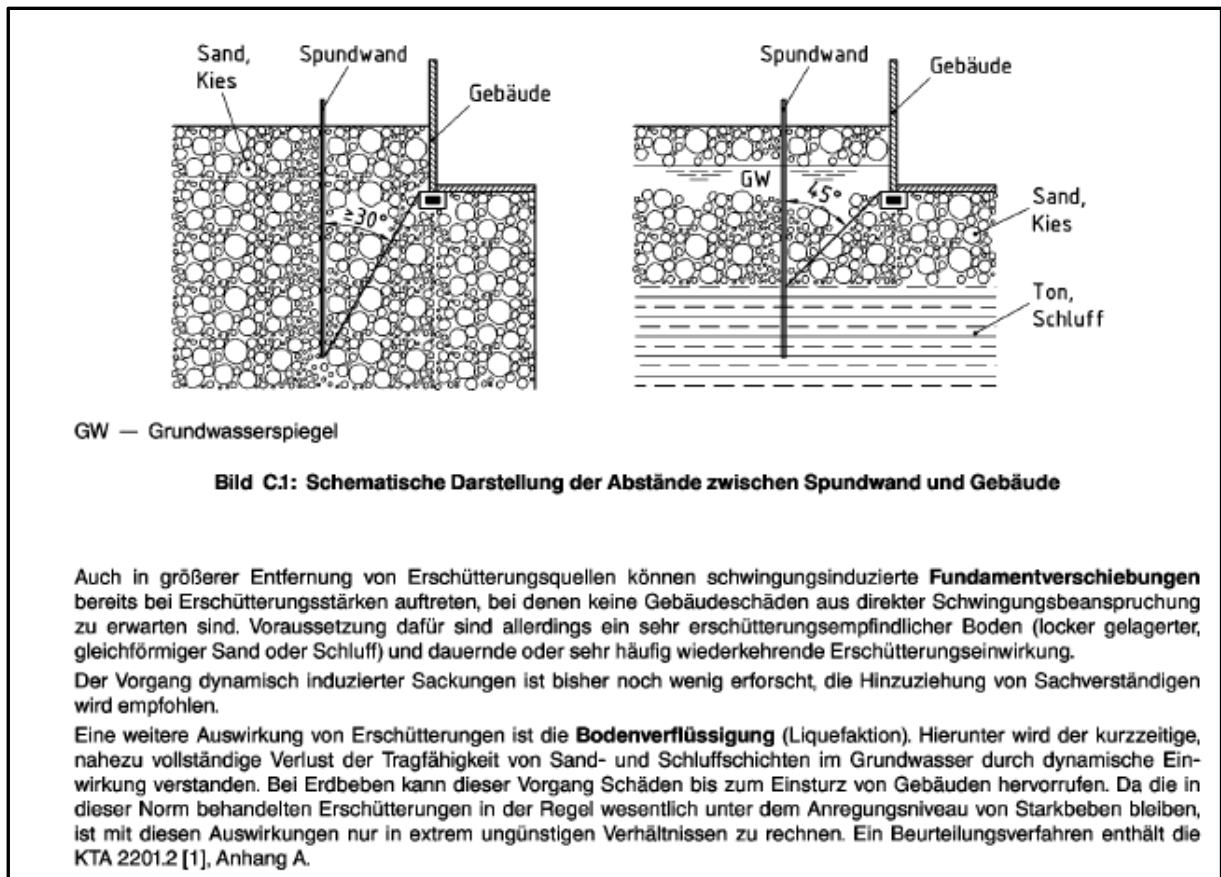 Sand,
Kies
Spundwand
Gebäude
≥30°
Spundwand
Gebäude
GW
45°
Sand,
Kies
Ton,
Schluff
GW — Grundwasserspiegel
Bild C.1: Schematische Darstellung der Abstände zwischen Spundwand und Gebäude
Auch in größerer Entfernung von Erschütterungsquellen können schwingungsinduzierte Fundamentverschiebungen
bereits bei Erschütterungsstärken auftreten, bei denen keine Gebäudeschäden aus direkter Schwingungsbeanspruchung
zu erwarten sind. Voraussetzung dafür sind allerdings ein sehr erschütterungsempfindlicher Boden (locker gelagerter,
gleichförmiger Sand oder Schluff) und dauernde oder sehr häufig wiederkehrende Erschütterungseinwirkung.
Der Vorgang dynamisch induzierter Sackungen ist bisher noch wenig erforscht, die Hinzuziehung von Sachverständigen
wird empfohlen.
Eine weitere Auswirkung von Erschütterungen ist die Bodenverflüssigung (Liquefaktion). Hierunter wird der kurzzeitige,
nahezu vollständige Verlust der Tragfähigkeit von Sand- und Schluffschichten im Grundwasser durch dynamische Ein-
wirkung verstanden. Bei Erdbeben kann dieser Vorgang Schäden bis zum Einsturz von Gebäuden hervorrufen. Da die in
dieser Norm behandelten Erschütterungen in der Regel wesentlich unter dem Anregungsniveau von Starkbeben bleiben,
ist mit diesen Auswirkungen nur in extrem ungünstigen Verhältnissen zu rechnen. Ein Beurteilungsverfahren enthält die
KTA 2201.2 [1], Anhang A.